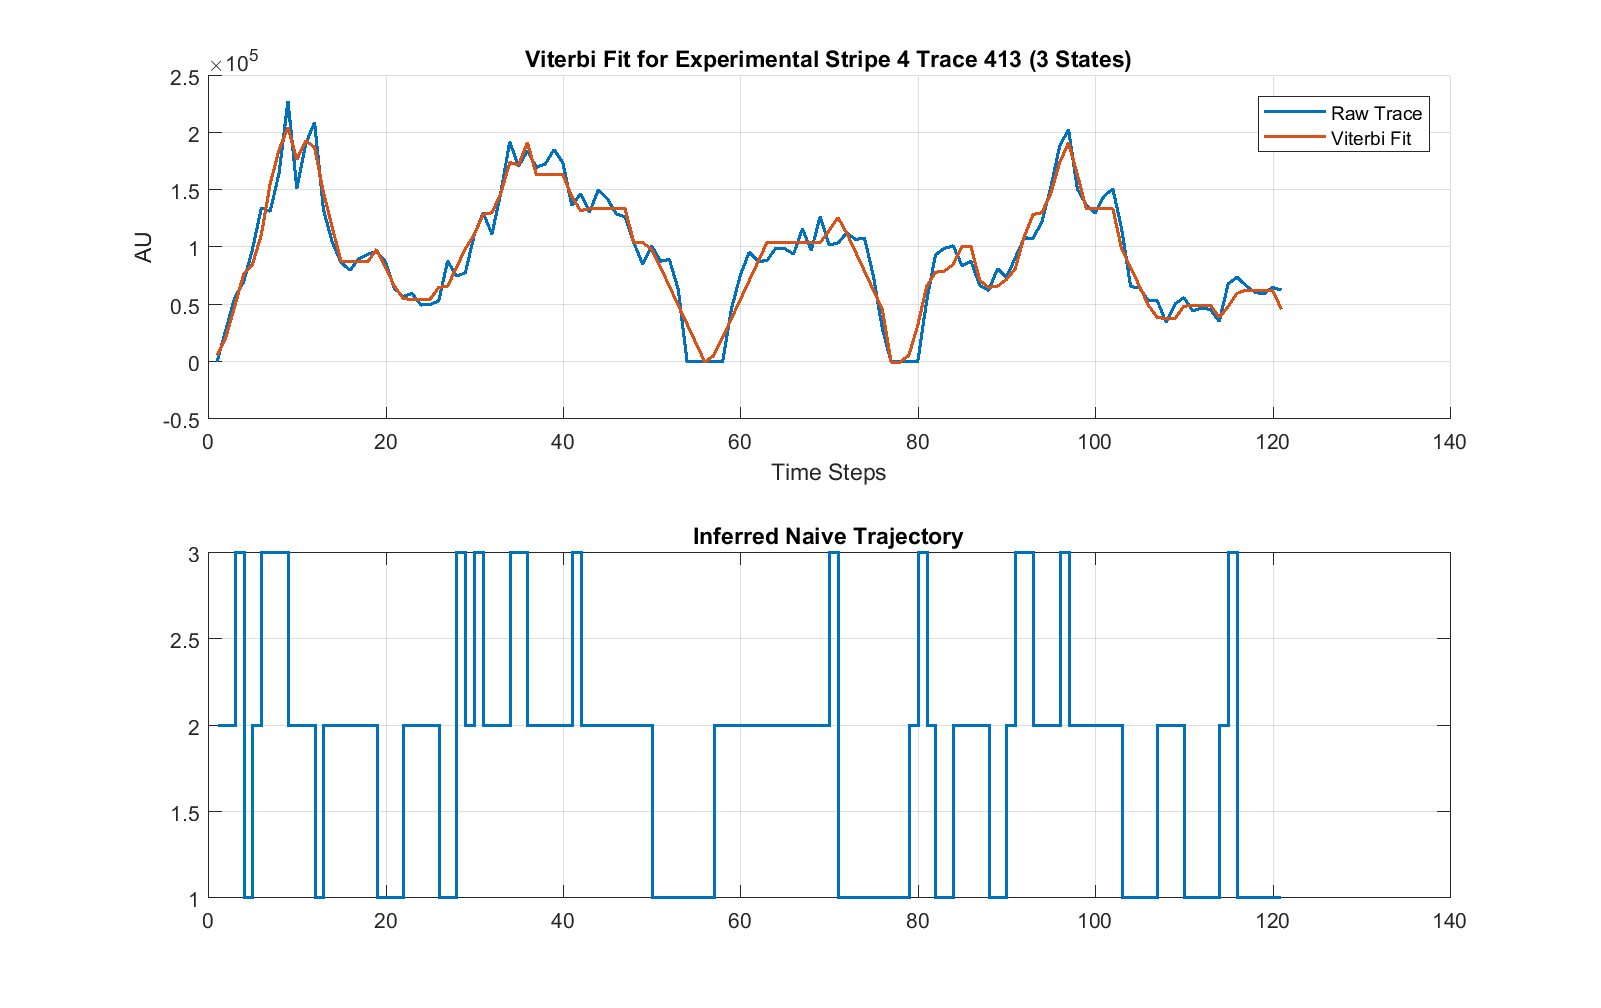 Viterbi Fit for Experimental Stripe 4 Trace 413 (3 States)
×10⁵
2.5
2
1.5
1
0.5
0
-0.5
AU
Raw Trace
Viterbi Fit
0 20 40 60 80 100 120 140
Time Steps
Inferred Naive Trajectory
3
2.5
2
1.5
1
0 20 40 60 80 100 120 140